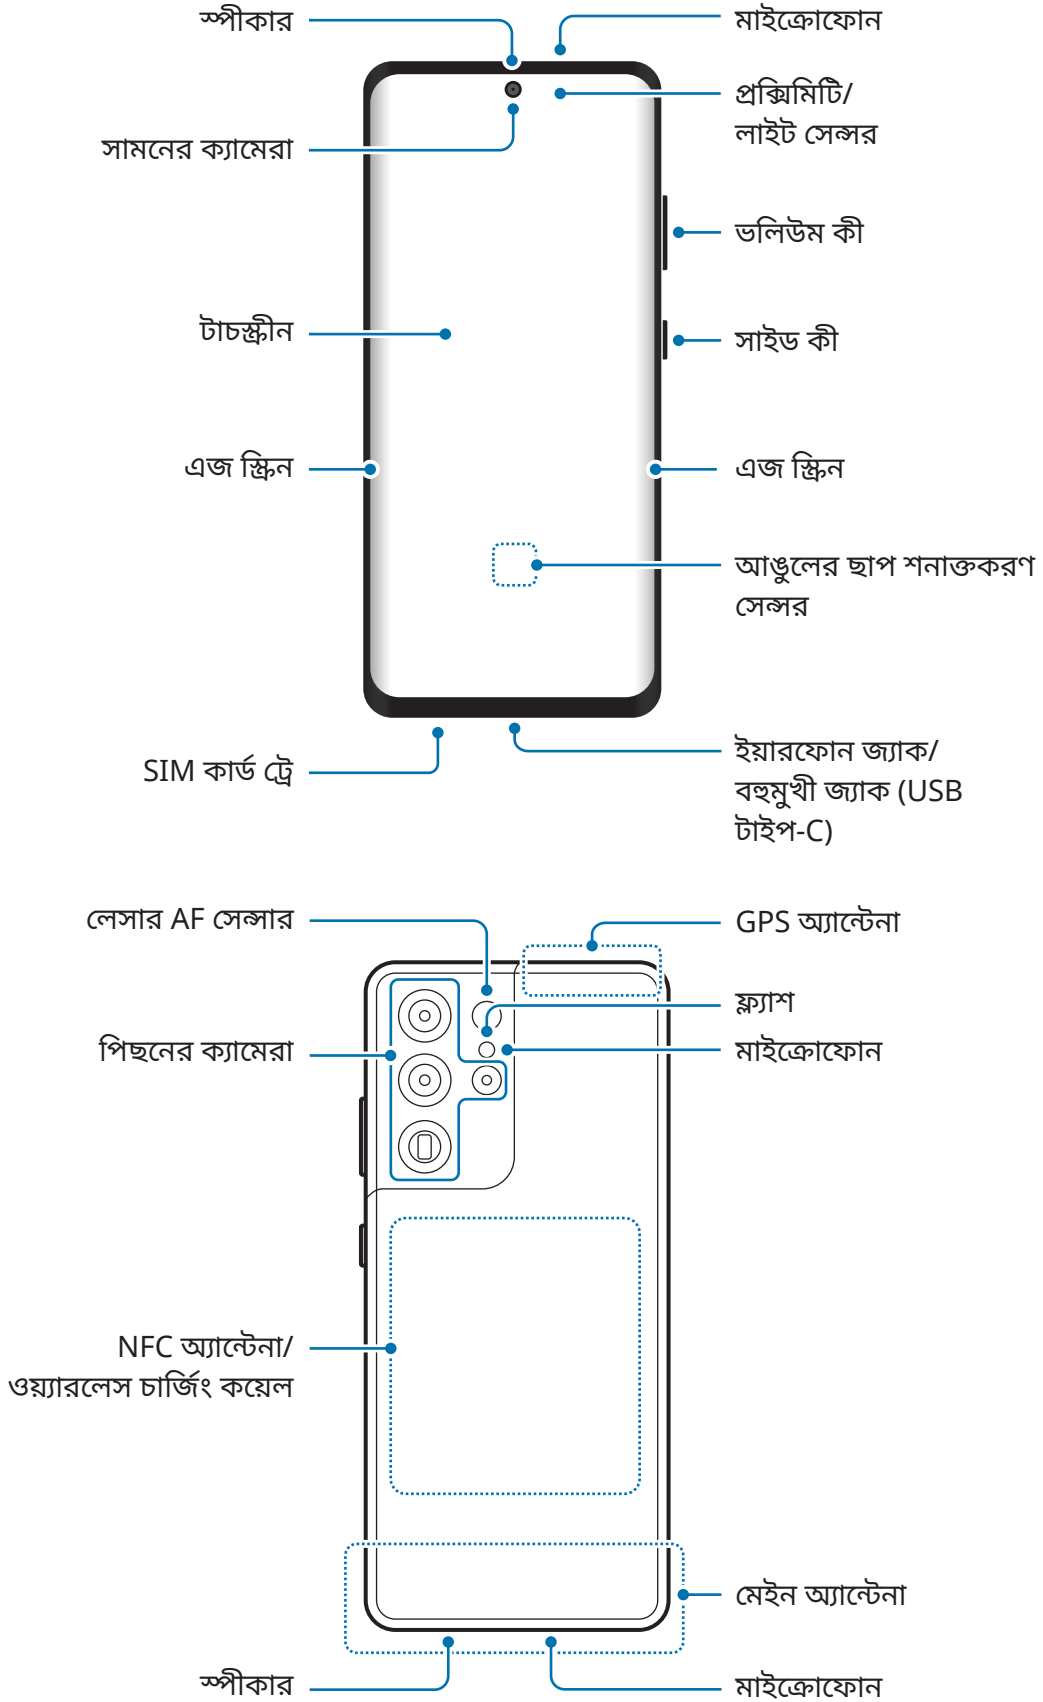 স্পীকার
মাইক্রোফোন
প্রক্সিমিটি/
লাইট সেন্সর
সামনের ক্যামেরা
ভলিউম কী
টাচস্ক্রীন
সাইড কী
এজ স্ক্রিন
এজ স্ক্রিন
আঙুলের ছাপ শনাক্তকরণ
সেন্সর
SIM কার্ড ট্রে
ইয়ারফোন জ্যাক/
বহুমুখী জ্যাক (USB
টাইপ-C)
লেসার AF সেন্সার
GPS অ্যান্টেনা
ফ্ল্যাশ
পিছনের ক্যামেরা
মাইক্রোফোন
NFC অ্যান্টেনা/
ওয়্যারলেস চার্জিং কয়েল
মেইন অ্যান্টেনা
স্পীকার
মাইক্রোফোন